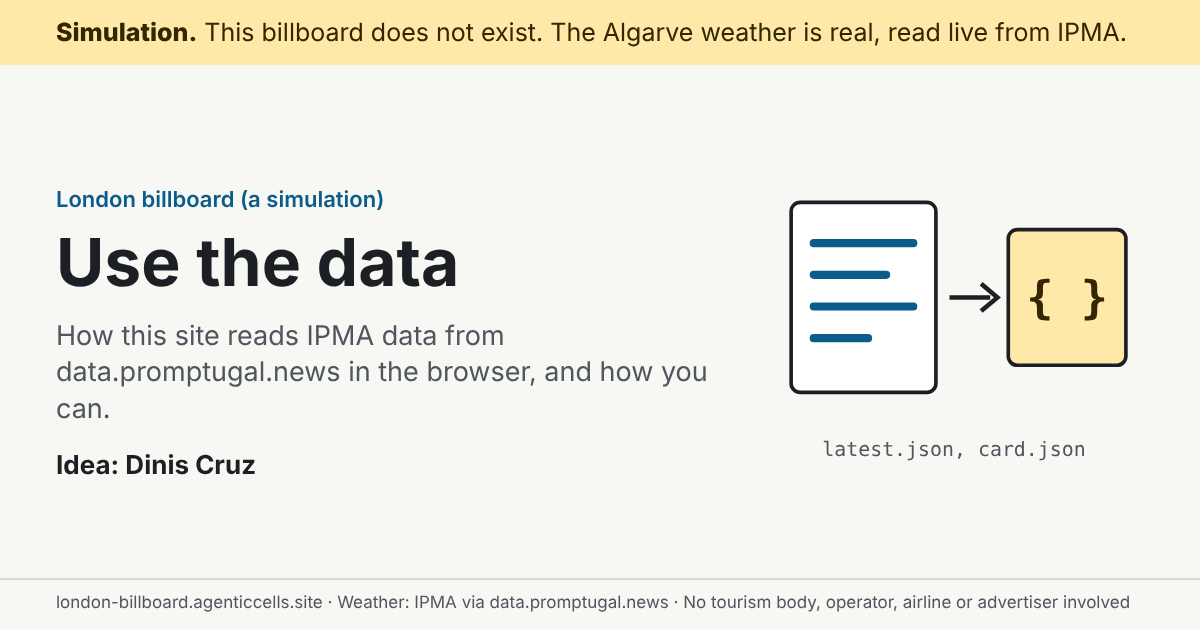 Simulation. This billboard does not exist. The Algarve weather is real, read live from IPMA.
London billboard (a simulation)
Use the data
How this site reads IPMA data from
data.promptugal.news in the browser, and how you
can.
Idea: Dinis Cruz
{ }
latest.json, card.json
london-billboard.agenticcells.site · Weather: IPMA via data.promptugal.news · No tourism body, operator, airline or advertiser involved